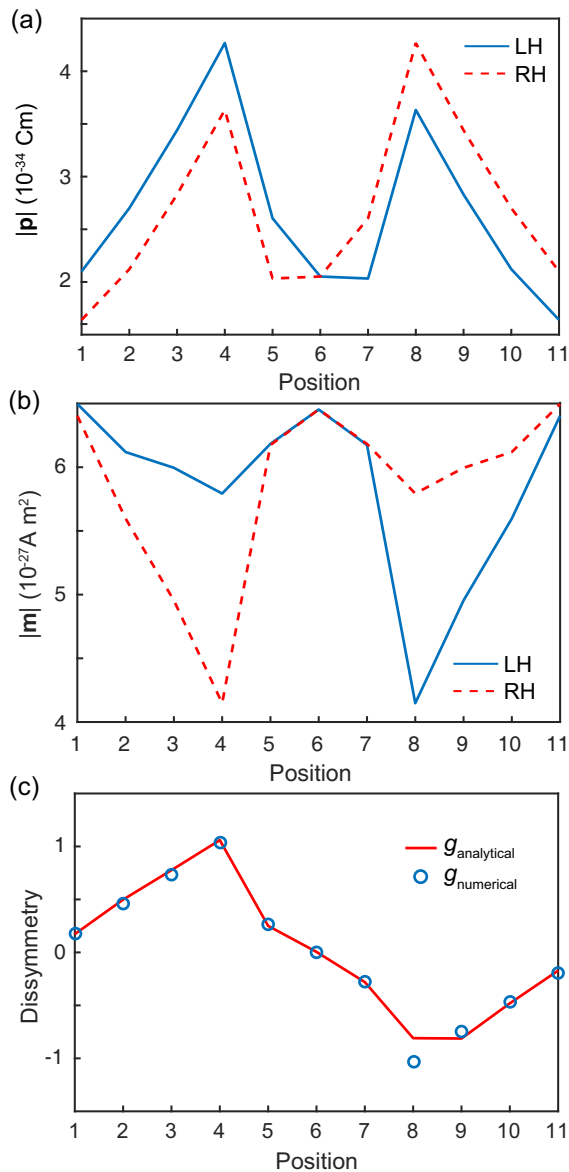 (a)
4
3
2
|p| (10⁻³⁴ Cm)
LH
RH
1 2 3 4 5 6 7 8 9 10 11
Position
(b)
6
5
4
|m| (10⁻²⁷A m²)
LH
RH
1 2 3 4 5 6 7 8 9 10 11
Position
(c)
1
0
-1
Dissymmetry
g analytical
g numerical
1 2 3 4 5 6 7 8 9 10 11
Position